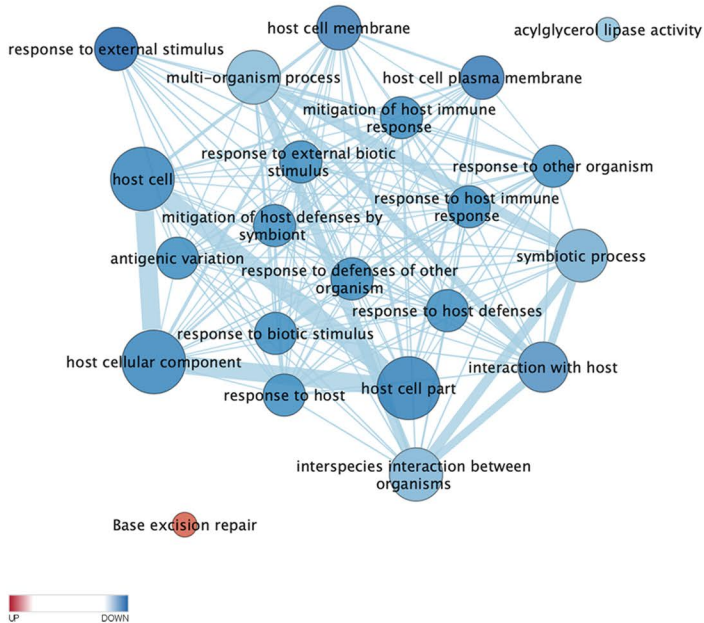 host cell membrane
acylglycerol lipase activity
response to external stimulus
multi-organism process
host cell plasma membrane
mitigation of host immune
response
response to external biotic
stimulus
response to other organism
host cell
response to host immune
response
mitigation of host defenses by
symbiont
antigenic variation
symbiotic process
response to defenses of other
organism
response to host defenses
response to biotic stimulus
host cellular component
interaction with host
host cell part
response to host
interspecies interaction between
organisms
Base excision repair
UP
DOWN